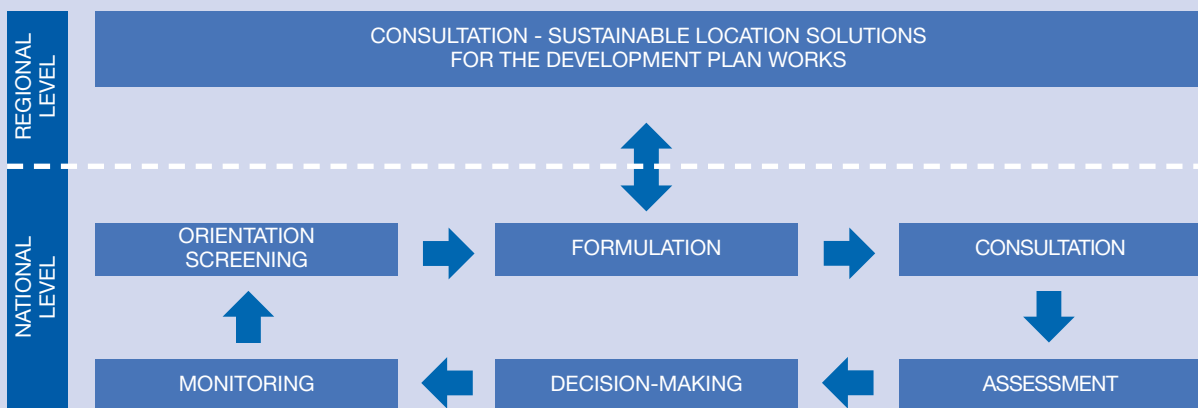 REGIONAL
LEVEL
CONSULTATION - SUSTAINABLE LOCATION SOLUTIONS
FOR THE DEVELOPMENT PLAN WORKS
NATIONAL
LEVEL
ORIENTATION
SCREENING
FORMULATION
CONSULTATION
MONITORING
DECISION-MAKING
ASSESSMENT